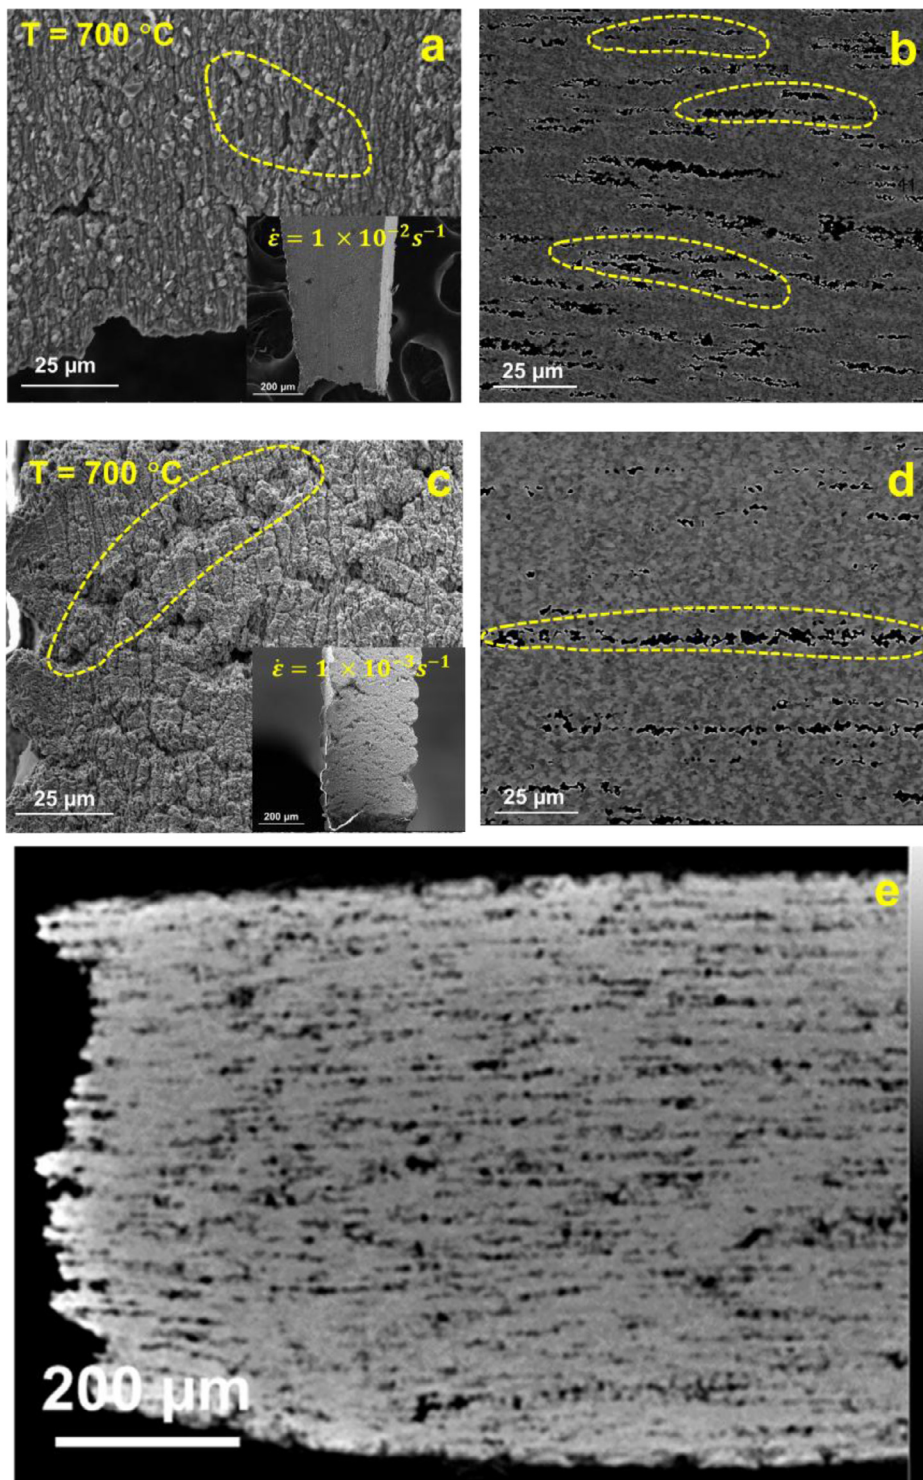 T = 700 °C
a
ε̇ = 1 × 10⁻²s⁻¹
25 µm
200 µm
b
25 µm
T = 700 °C
c
ε̇ = 1 × 10⁻³s⁻¹
25 µm
200 µm
d
25 µm
e
200 µm